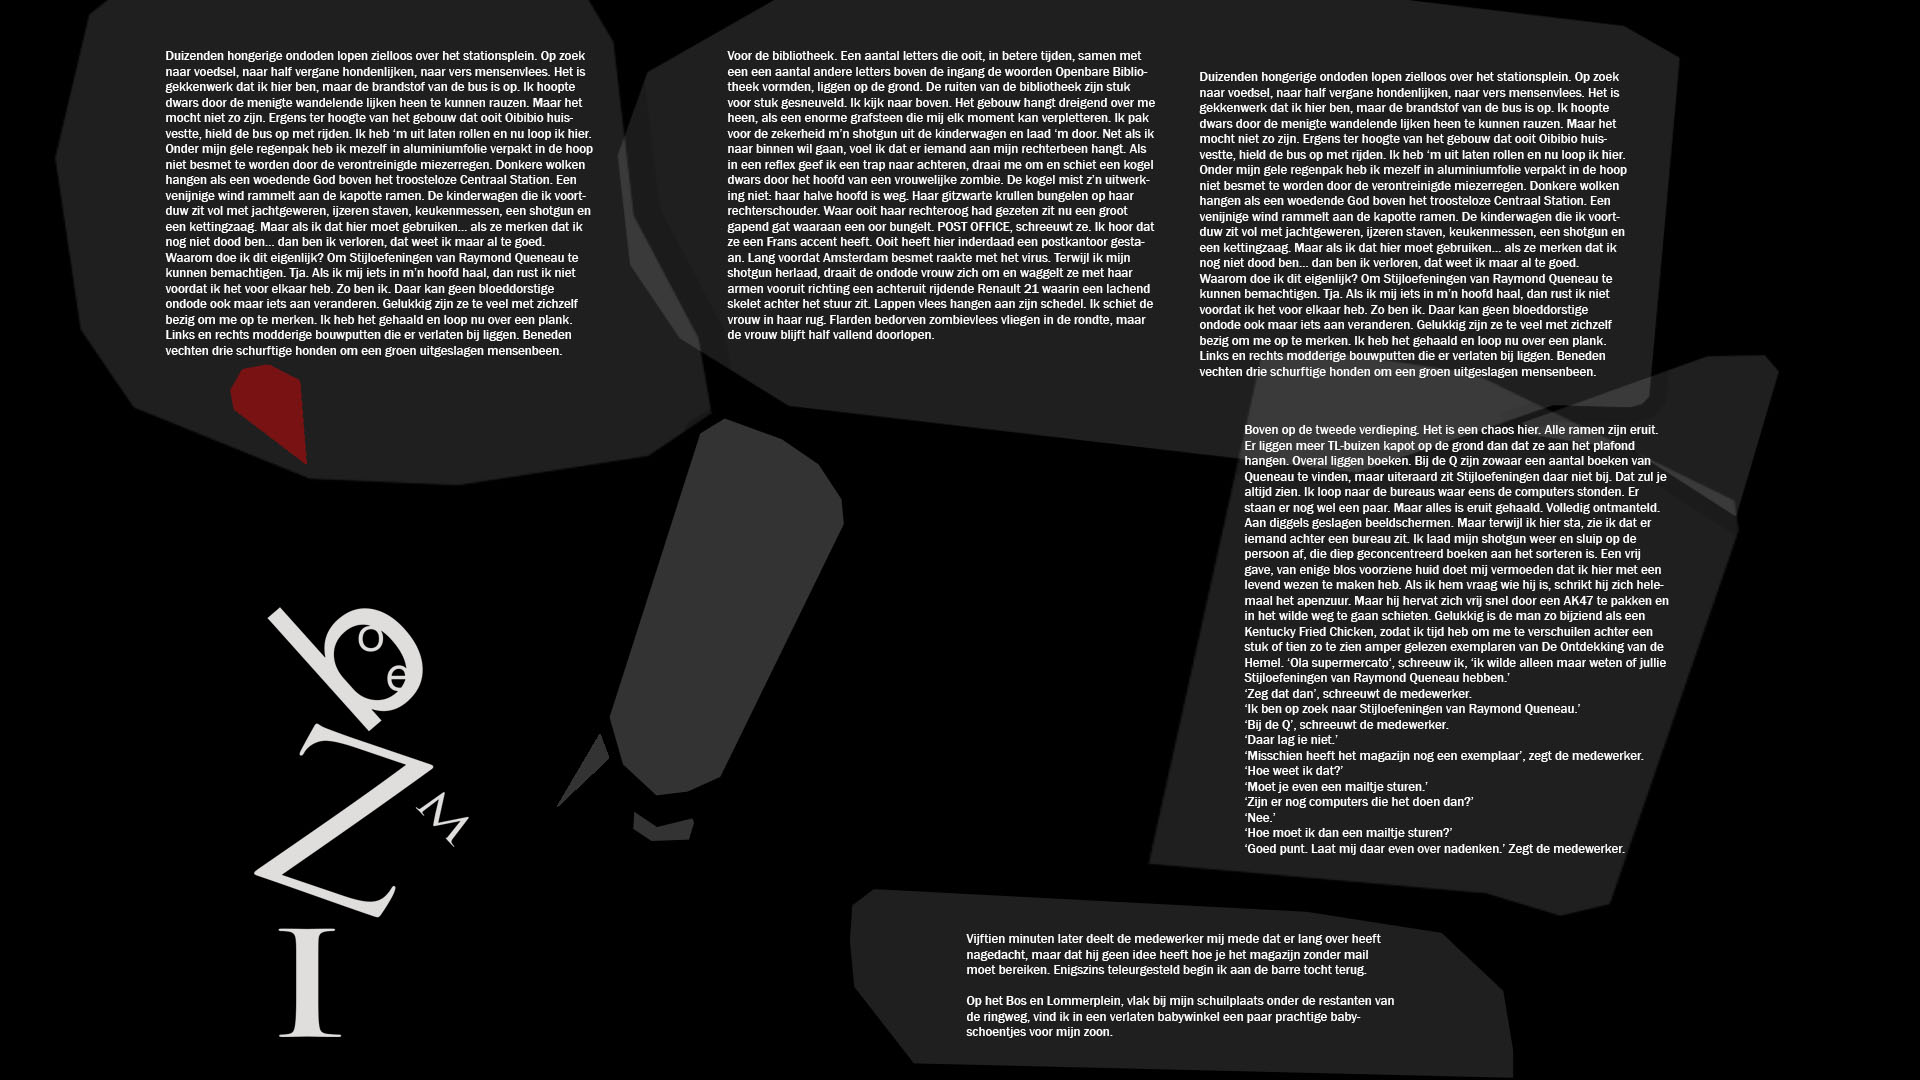 Duizenden hongerige ondoden lopen zielloos over het stationsplein. Op zoek
naar voedsel, naar half vergane hondenlijken, naar vers mensenvlees. Het is
gekkenwerk dat ik hier ben, maar de brandstof van de bus is op. Ik hoopte
dwars door de menigte wandelende lijken heen te kunnen rauzen. Maar het
mocht niet zo zijn. Ergens ter hoogte van het gebouw dat ooit Oibibio huis-
vestte, hield de bus op met rijden. Ik heb ‘m uit laten rollen en nu loop ik hier.
Onder mijn gele regenpak heb ik mezelf in aluminiumfolie verpakt in de hoop
niet besmet te worden door de verontreinigde miezerregen. Donkere wolken
hangen als een woedende God boven het troosteloze Centraal Station. Een
venijnige wind rammelt aan de kapotte ramen. De kinderwagen die ik voort-
duw zit vol met jachtgeweren, ijzeren staven, keukenmessen, een shotgun en
een kettingzaag. Maar als ik dat hier moet gebruiken... als ze merken dat ik
nog niet dood ben... dan ben ik verloren, dat weet ik maar al te goed.
Waarom doe ik dit eigenlijk? Om Stijloefeningen van Raymond Queneau te
kunnen bemachtigen. Tja. Als ik mij iets in m’n hoofd haal, dan rust ik niet
voordat ik het voor elkaar heb. Zo ben ik. Daar kan geen bloeddorstige
ondode ook maar iets aan veranderen. Gelukkig zijn ze te veel met zichzelf
bezig om me op te merken. Ik heb het gehaald en loop nu over een plank.
Links en rechts modderige bouwputten die er verlaten bij liggen. Beneden
vechten drie schurftige honden om een groen uitgeslagen mensenbeen.
Voor de bibliotheek. Een aantal letters die ooit, in betere tijden, samen met
een een aantal andere letters boven de ingang de woorden Openbare Biblio-
theek vormden, liggen op de grond. De ruiten van de bibliotheek zijn stuk
voor stuk gesneuveld. Ik kijk naar boven. Het gebouw hangt dreigend over me
heen, als een enorme grafsteen die mij elk moment kan verpletteren. Ik pak
voor de zekerheid m’n shotgun uit de kinderwagen en laad ‘m door. Net als ik
naar binnen wil gaan, voel ik dat er iemand aan mijn rechterbeen hangt. Als
in een reflex geef ik een trap naar achteren, draai me om en schiet een kogel
dwars door het hoofd van een vrouwelijke zombie. De kogel mist z’n uitwerk-
ing niet: haar halve hoofd is weg. Haar gitzwarte krullen bungelen op haar
rechterschouder. Waar ooit haar rechteroog had gezeten zit nu een groot
gapend gat waaraan een oor bungelt. POST OFFICE, schreeuwt ze. Ik hoor dat
ze een Frans accent heeft. Ooit heeft hier inderdaad een postkantoor gesta-
an. Lang voordat Amsterdam besmet raakte met het virus. Terwijl ik mijn
shotgun herlaad, draait de ondode vrouw zich om en waggelt ze met haar
armen vooruit richting een achteruit rijdende Renault 21 waarin een lachend
skelet achter het stuur zit. Lappen vlees hangen aan zijn schedel. Ik schiet de
vrouw in haar rug. Flarden bedorven zombievlees vliegen in de rondte, maar
de vrouw blijft half vallend doorlopen.
Duizenden hongerige ondoden lopen zielloos over het stationsplein. Op zoek
naar voedsel, naar half vergane hondenlijken, naar vers mensenvlees. Het is
gekkenwerk dat ik hier ben, maar de brandstof van de bus is op. Ik hoopte
dwars door de menigte wandelende lijken heen te kunnen rauzen. Maar het
mocht niet zo zijn. Ergens ter hoogte van het gebouw dat ooit Oibibio huis-
vestte, hield de bus op met rijden. Ik heb ‘m uit laten rollen en nu loop ik hier.
Onder mijn gele regenpak heb ik mezelf in aluminiumfolie verpakt in de hoop
niet besmet te worden door de verontreinigde miezerregen. Donkere wolken
hangen als een woedende God boven het troosteloze Centraal Station. Een
venijnige wind rammelt aan de kapotte ramen. De kinderwagen die ik voort-
duw zit vol met jachtgeweren, ijzeren staven, keukenmessen, een shotgun en
een kettingzaag. Maar als ik dat hier moet gebruiken... als ze merken dat ik
nog niet dood ben... dan ben ik verloren, dat weet ik maar al te goed.
Waarom doe ik dit eigenlijk? Om Stijloefeningen van Raymond Queneau te
kunnen bemachtigen. Tja. Als ik mij iets in m’n hoofd haal, dan rust ik niet
voordat ik het voor elkaar heb. Zo ben ik. Daar kan geen bloeddorstige
ondode ook maar iets aan veranderen. Gelukkig zijn ze te veel met zichzelf
bezig om me op te merken. Ik heb het gehaald en loop nu over een plank.
Links en rechts modderige bouwputten die er verlaten bij liggen. Beneden
vechten drie schurftige honden om een groen uitgeslagen mensenbeen.
Boven op de tweede verdieping. Het is een chaos hier. Alle ramen zijn eruit.
Er liggen meer TL-buizen kapot op de grond dan dat ze aan het plafond
hangen. Overal liggen boeken. Bij de Q zijn zowaar een aantal boeken van
Queneau te vinden, maar uiteraard zit Stijloefeningen daar niet bij. Dat zul je
altijd zien. Ik loop naar de bureaus waar eens de computers stonden. Er
staan er nog wel een paar. Maar alles is eruit gehaald. Volledig ontmanteld.
Aan diggels geslagen beeldschermen. Maar terwijl ik hier sta, zie ik dat er
iemand achter een bureau zit. Ik laad mijn shotgun weer en sluip op de
persoon af, die diep geconcentreerd boeken aan het sorteren is. Een vrij
gave, van enige blos voorziene huid doet mij vermoeden dat ik hier met een
levend wezen te maken heb. Als ik hem vraag wie hij is, schrikt hij zich hele-
maal het apenzuur. Maar hij hervat zich vrij snel door een AK47 te pakken en
in het wilde weg te gaan schieten. Gelukkig is de man zo bijziend als een
Kentucky Fried Chicken, zodat ik tijd heb om me te verschuilen achter een
stuk of tien zo te zien amper gelezen exemplaren van De Ontdekking van de
Hemel. ‘Ola supermercato‘, schreeuw ik, ‘ik wilde alleen maar weten of jullie
Stijloefeningen van Raymond Queneau hebben.’
‘Zeg dat dan’, schreeuwt de medewerker.
‘Ik ben op zoek naar Stijloefeningen van Raymond Queneau.’
‘Bij de Q’, schreeuwt de medewerker.
‘Daar lag ie niet.’
‘Misschien heeft het magazijn nog een exemplaar’, zegt de medewerker.
‘Hoe weet ik dat?’
‘Moet je even een mailtje sturen.’
‘Zijn er nog computers die het doen dan?’
‘Nee.’
‘Hoe moet ik dan een mailtje sturen?’
‘Goed punt. Laat mij daar even over nadenken.’ Zegt de medewerker.
b
o
e
Z
M
I
Vijftien minuten later deelt de medewerker mij mede dat er lang over heeft
nagedacht, maar dat hij geen idee heeft hoe je het magazijn zonder mail
moet bereiken. Enigszins teleurgesteld begin ik aan de barre tocht terug.
Op het Bos en Lommerplein, vlak bij mijn schuilplaats onder de restanten van
de ringweg, vind ik in een verlaten babywinkel een paar prachtige baby-
schoentjes voor mijn zoon.